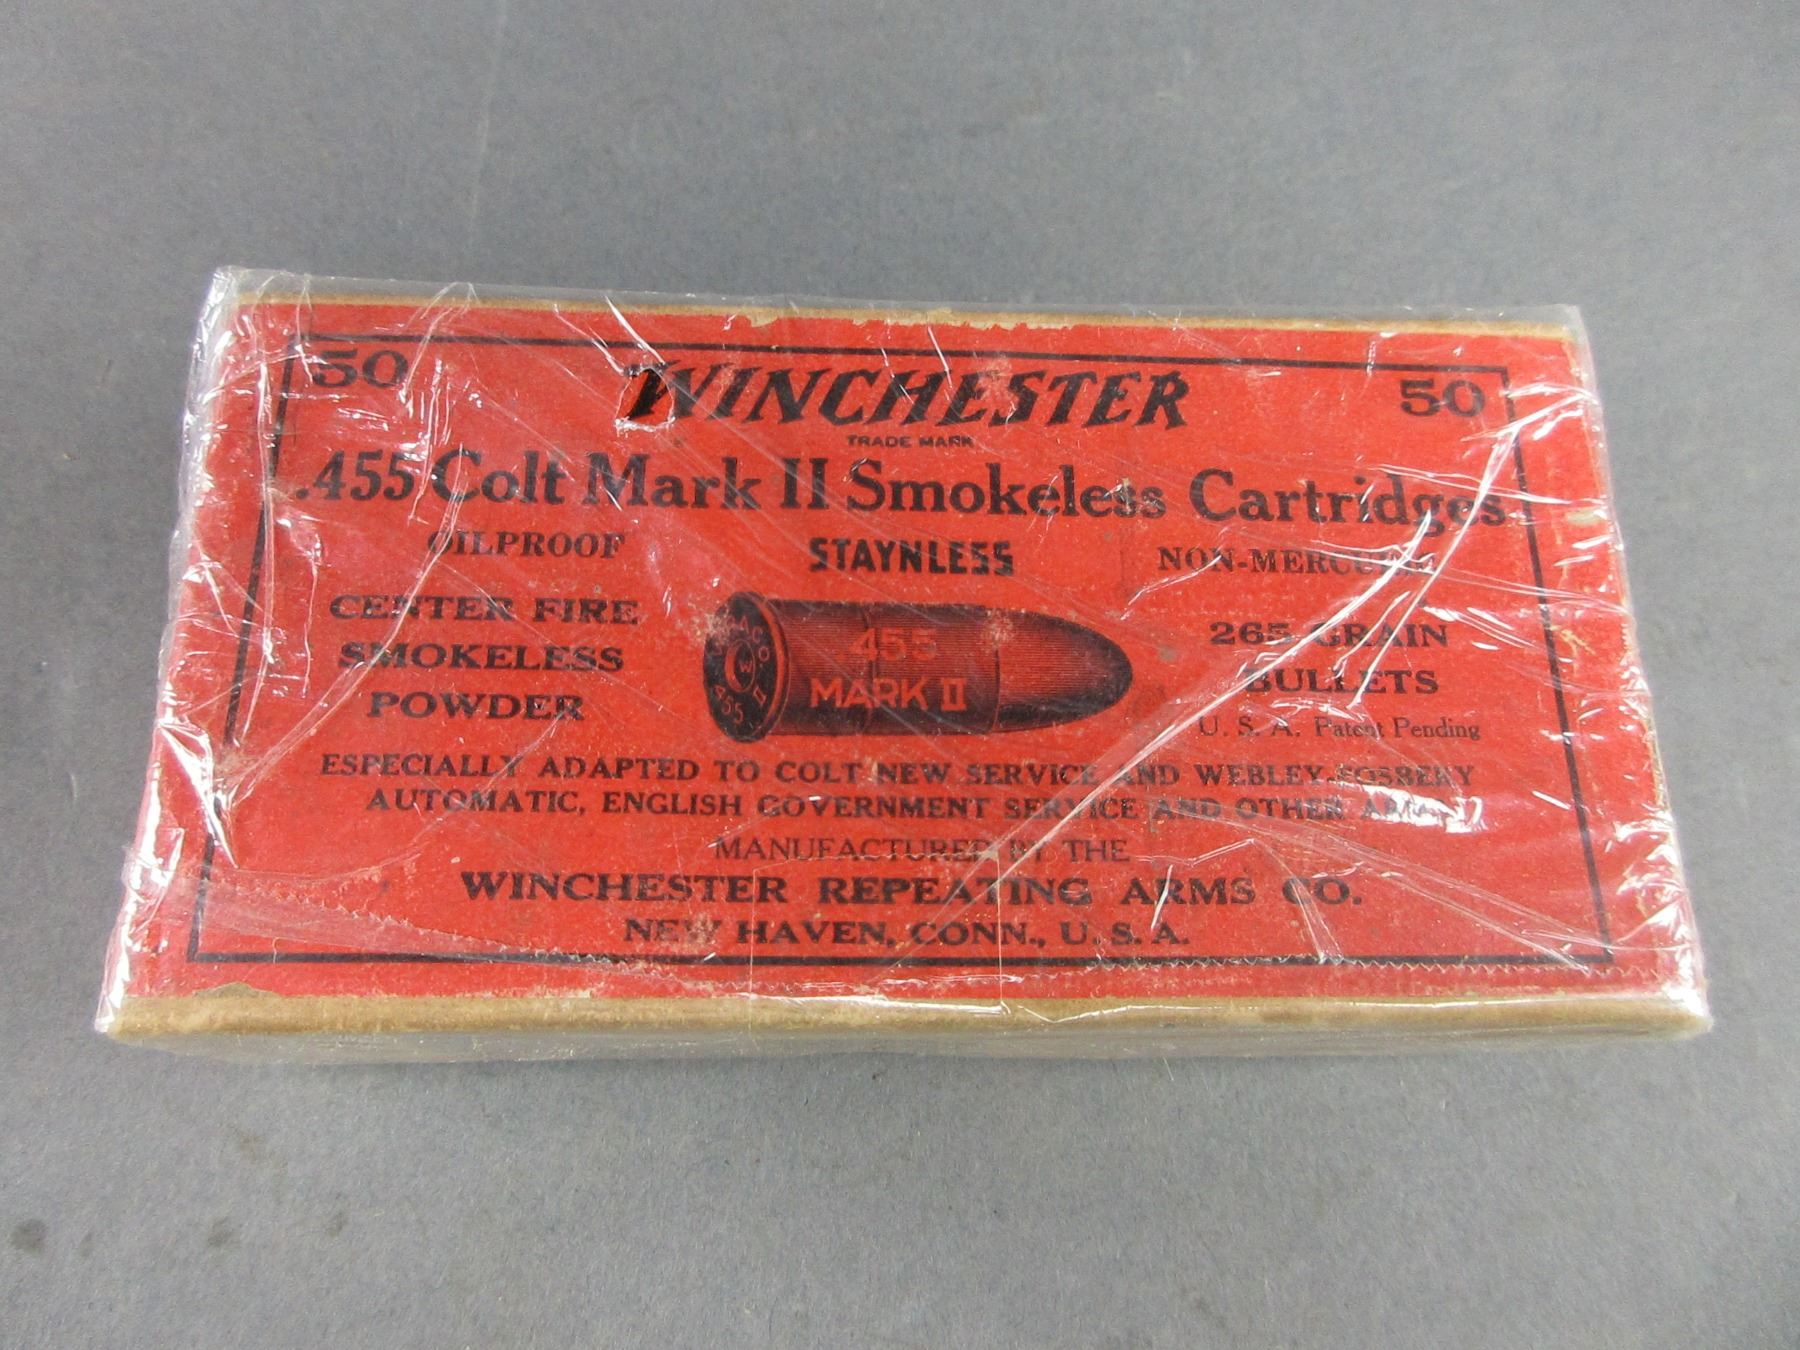 50 WINCHESTER 50
TRADE MARK
.455 Colt Mark II Smokeless Cartridges
OILPROOF STAYNLESS NON-MERCURIC
CENTER FIRE
SMOKELESS
POWDER
W 455 II
455
MARK II
265 GRAIN
BULLETS
U. S. A. Patent Pending
ESPECIALLY ADAPTED TO COLT NEW SERVICE AND WEBLEY-FOSBERY
AUTOMATIC, ENGLISH GOVERNMENT SERVICE AND OTHER ARMS
MANUFACTURED BY THE
WINCHESTER REPEATING ARMS CO.
NEW HAVEN, CONN., U. S. A.